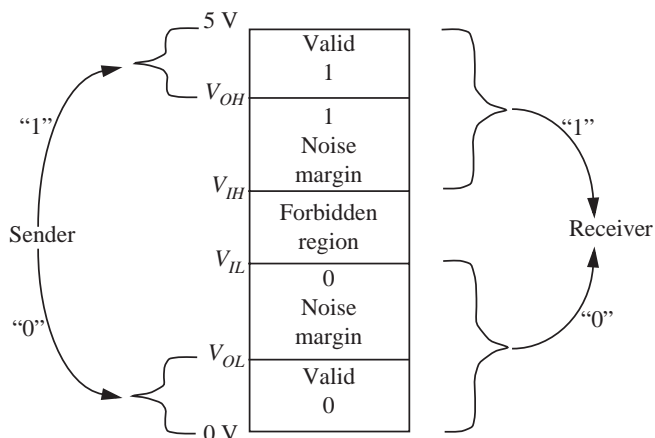 5 V
Valid
1
V_OH
"1"
1
Noise
margin
"1"
V_IH
Sender
Forbidden
region
Receiver
V_IL
0
Noise
margin
"0"
"0"
V_OL
Valid
0
0 V